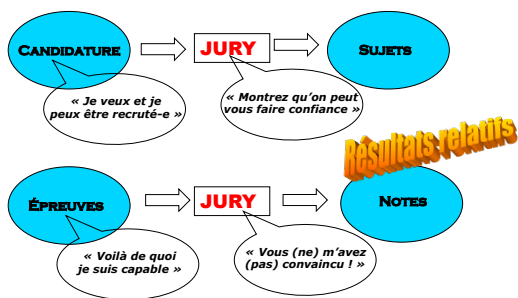 CANDIDATURE
JURY
SUJETS
« Je veux et je
peux être recruté-e »
« Montrez qu'on peut
vous faire confiance »
Résultats relatifs
ÉPREUVES
JURY
NOTES
« Voilà de quoi
je suis capable »
« Vous (ne) m'avez
(pas) convaincu ! »